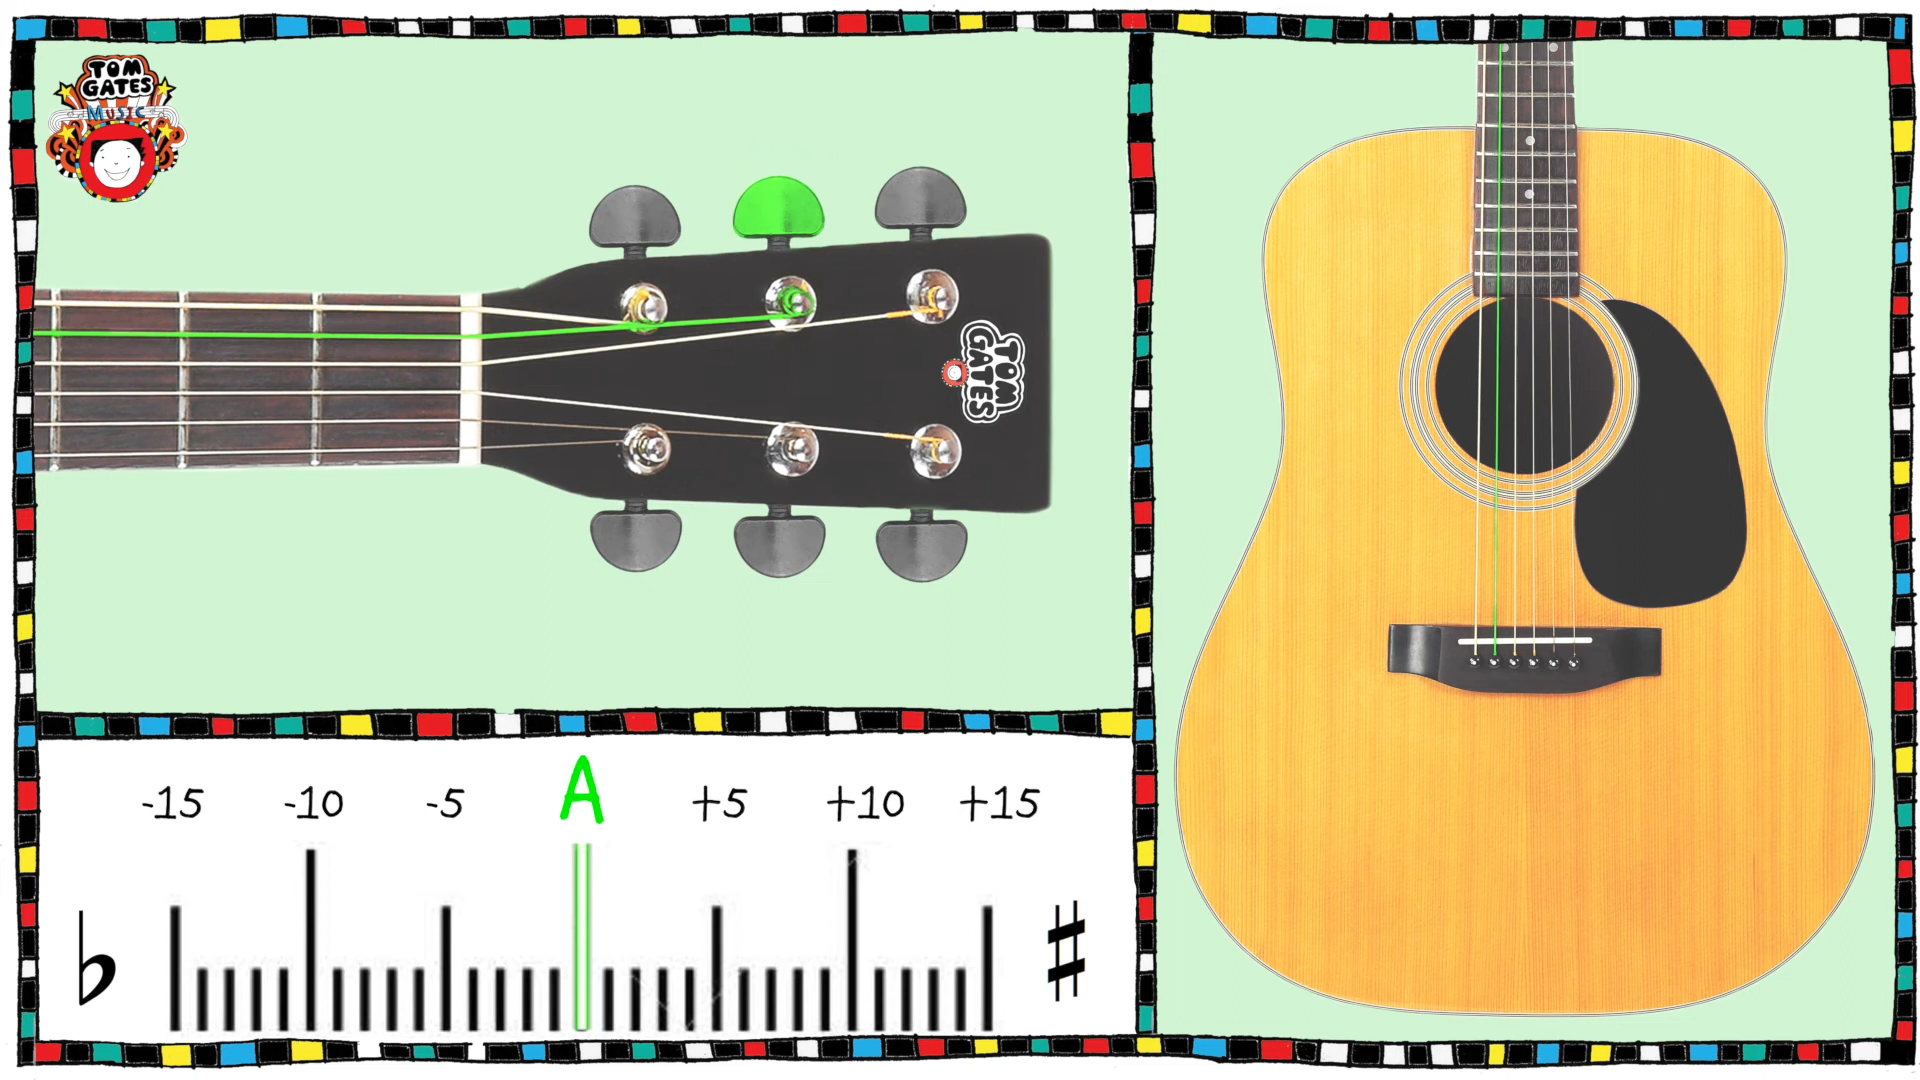 TOM
GATES
MUSIC
TOM
GATES
A
-15 -10 -5 +5 +10 +15
♭ ♯